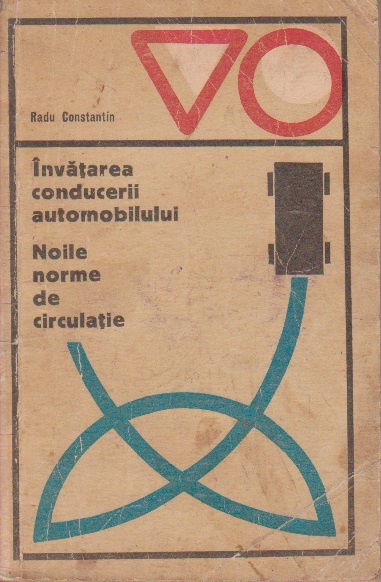 Radu Constantin
Învățarea
conducerii
automobilului
Noile
norme
de
circulație